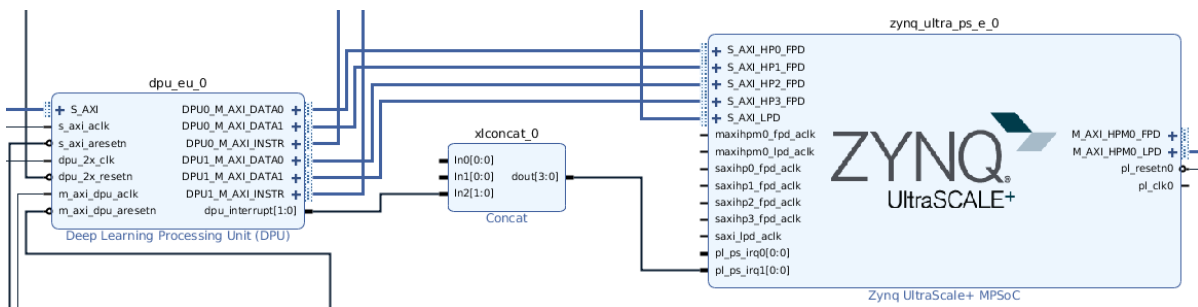 dpu_eu_0
S_AXI
s_axi_aclk
s_axi_aresetn
dpu_2x_clk
dpu_2x_resetn
m_axi_dpu_aclk
m_axi_dpu_aresetn
DPU0_M_AXI_DATA0
DPU0_M_AXI_DATA1
DPU0_M_AXI_INSTR
DPU1_M_AXI_DATA0
DPU1_M_AXI_DATA1
DPU1_M_AXI_INSTR
dpu_interrupt[1:0]
Deep Learning Processing Unit (DPU)
xlconcat_0
In0[0:0]
In1[0:0]
In2[1:0]
dout[3:0]
Concat
zynq_ultra_ps_e_0
S_AXI_HP0_FPD
S_AXI_HP1_FPD
S_AXI_HP2_FPD
S_AXI_HP3_FPD
S_AXI_LPD
maxihpm0_fpd_aclk
maxihpm0_lpd_aclk
saxihp0_fpd_aclk
saxihp1_fpd_aclk
saxihp2_fpd_aclk
saxihp3_fpd_aclk
saxi_lpd_aclk
pl_ps_irq0[0:0]
pl_ps_irq1[0:0]
ZYNQ®
UltraSCALE+
M_AXI_HPM0_FPD
M_AXI_HPM0_LPD
pl_resetn0
pl_clk0
Zynq UltraScale+ MPSoC